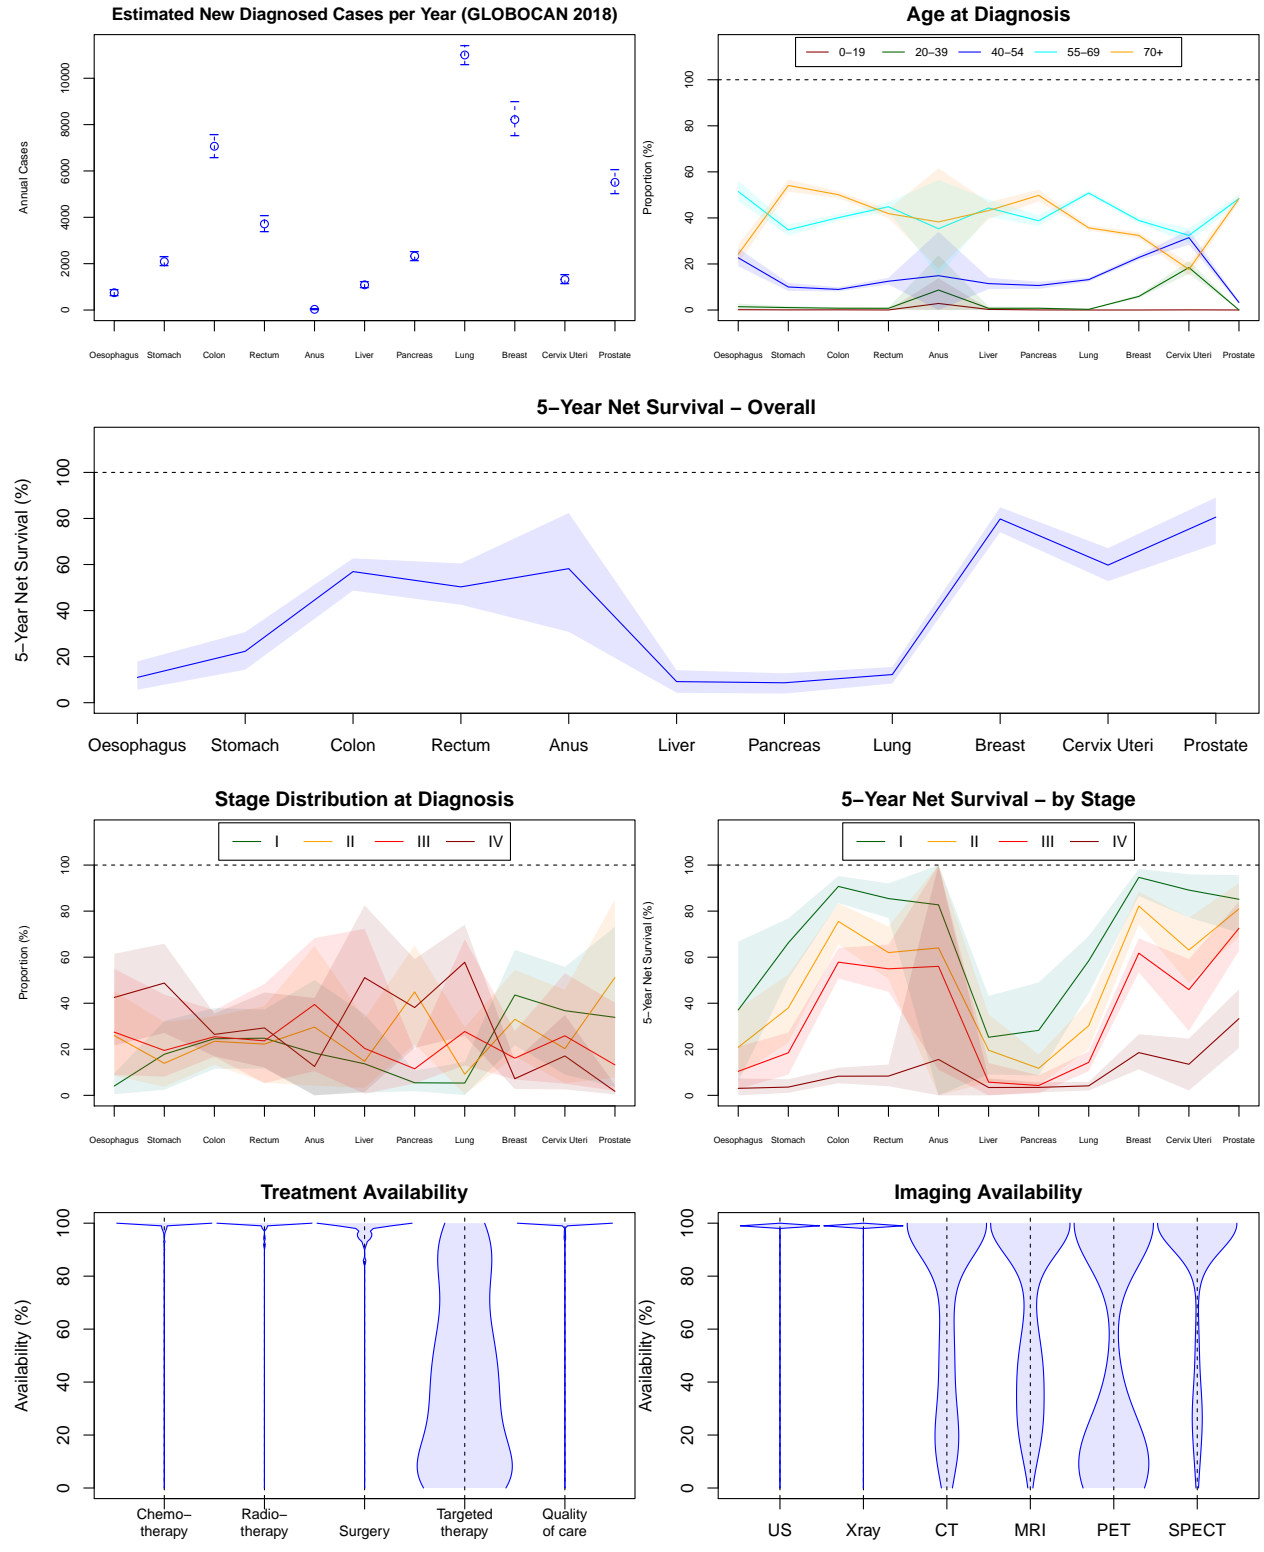 Estimated New Diagnosed Cases per Year (GLOBOCAN 2018)
Annual Cases
0 2000 4000 6000 8000 10000
Oesophagus Stomach Colon Rectum Anus Liver Pancreas Lung Breast Cervix Uteri Prostate
Age at Diagnosis
0−19 20−39 40−54 55−69 70+
Proportion (%)
0 20 40 60 80 100
Oesophagus Stomach Colon Rectum Anus Liver Pancreas Lung Breast Cervix Uteri Prostate
5−Year Net Survival − Overall
5−Year Net Survival (%)
0 20 40 60 80 100
Oesophagus Stomach Colon Rectum Anus Liver Pancreas Lung Breast Cervix Uteri Prostate
Stage Distribution at Diagnosis
I II III IV
Proportion (%)
0 20 40 60 80 100
Oesophagus Stomach Colon Rectum Anus Liver Pancreas Lung Breast Cervix Uteri Prostate
5−Year Net Survival − by Stage
I II III IV
5−Year Net Survival (%)
0 20 40 60 80 100
Oesophagus Stomach Colon Rectum Anus Liver Pancreas Lung Breast Cervix Uteri Prostate
Treatment Availability
Availability (%)
0 20 40 60 80 100
Chemo−
therapy
Radio−
therapy
Surgery
Targeted
therapy
Quality
of care
Imaging Availability
Availability (%)
0 20 40 60 80 100
US Xray CT MRI PET SPECT